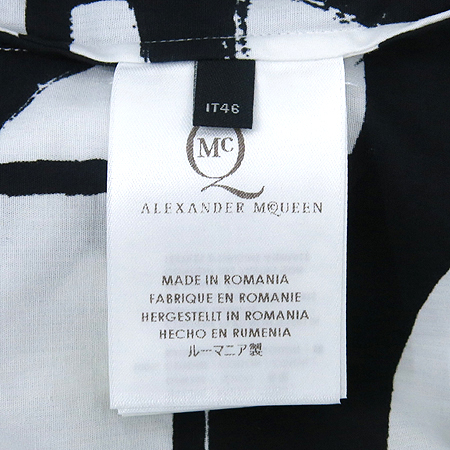 IT46
McQ
ALEXANDER McQUEEN
MADE IN ROMANIA
FABRIQUE EN ROMANIE
HERGESTELLT IN ROMANIA
HECHO EN RUMENIA
ルーマニア製